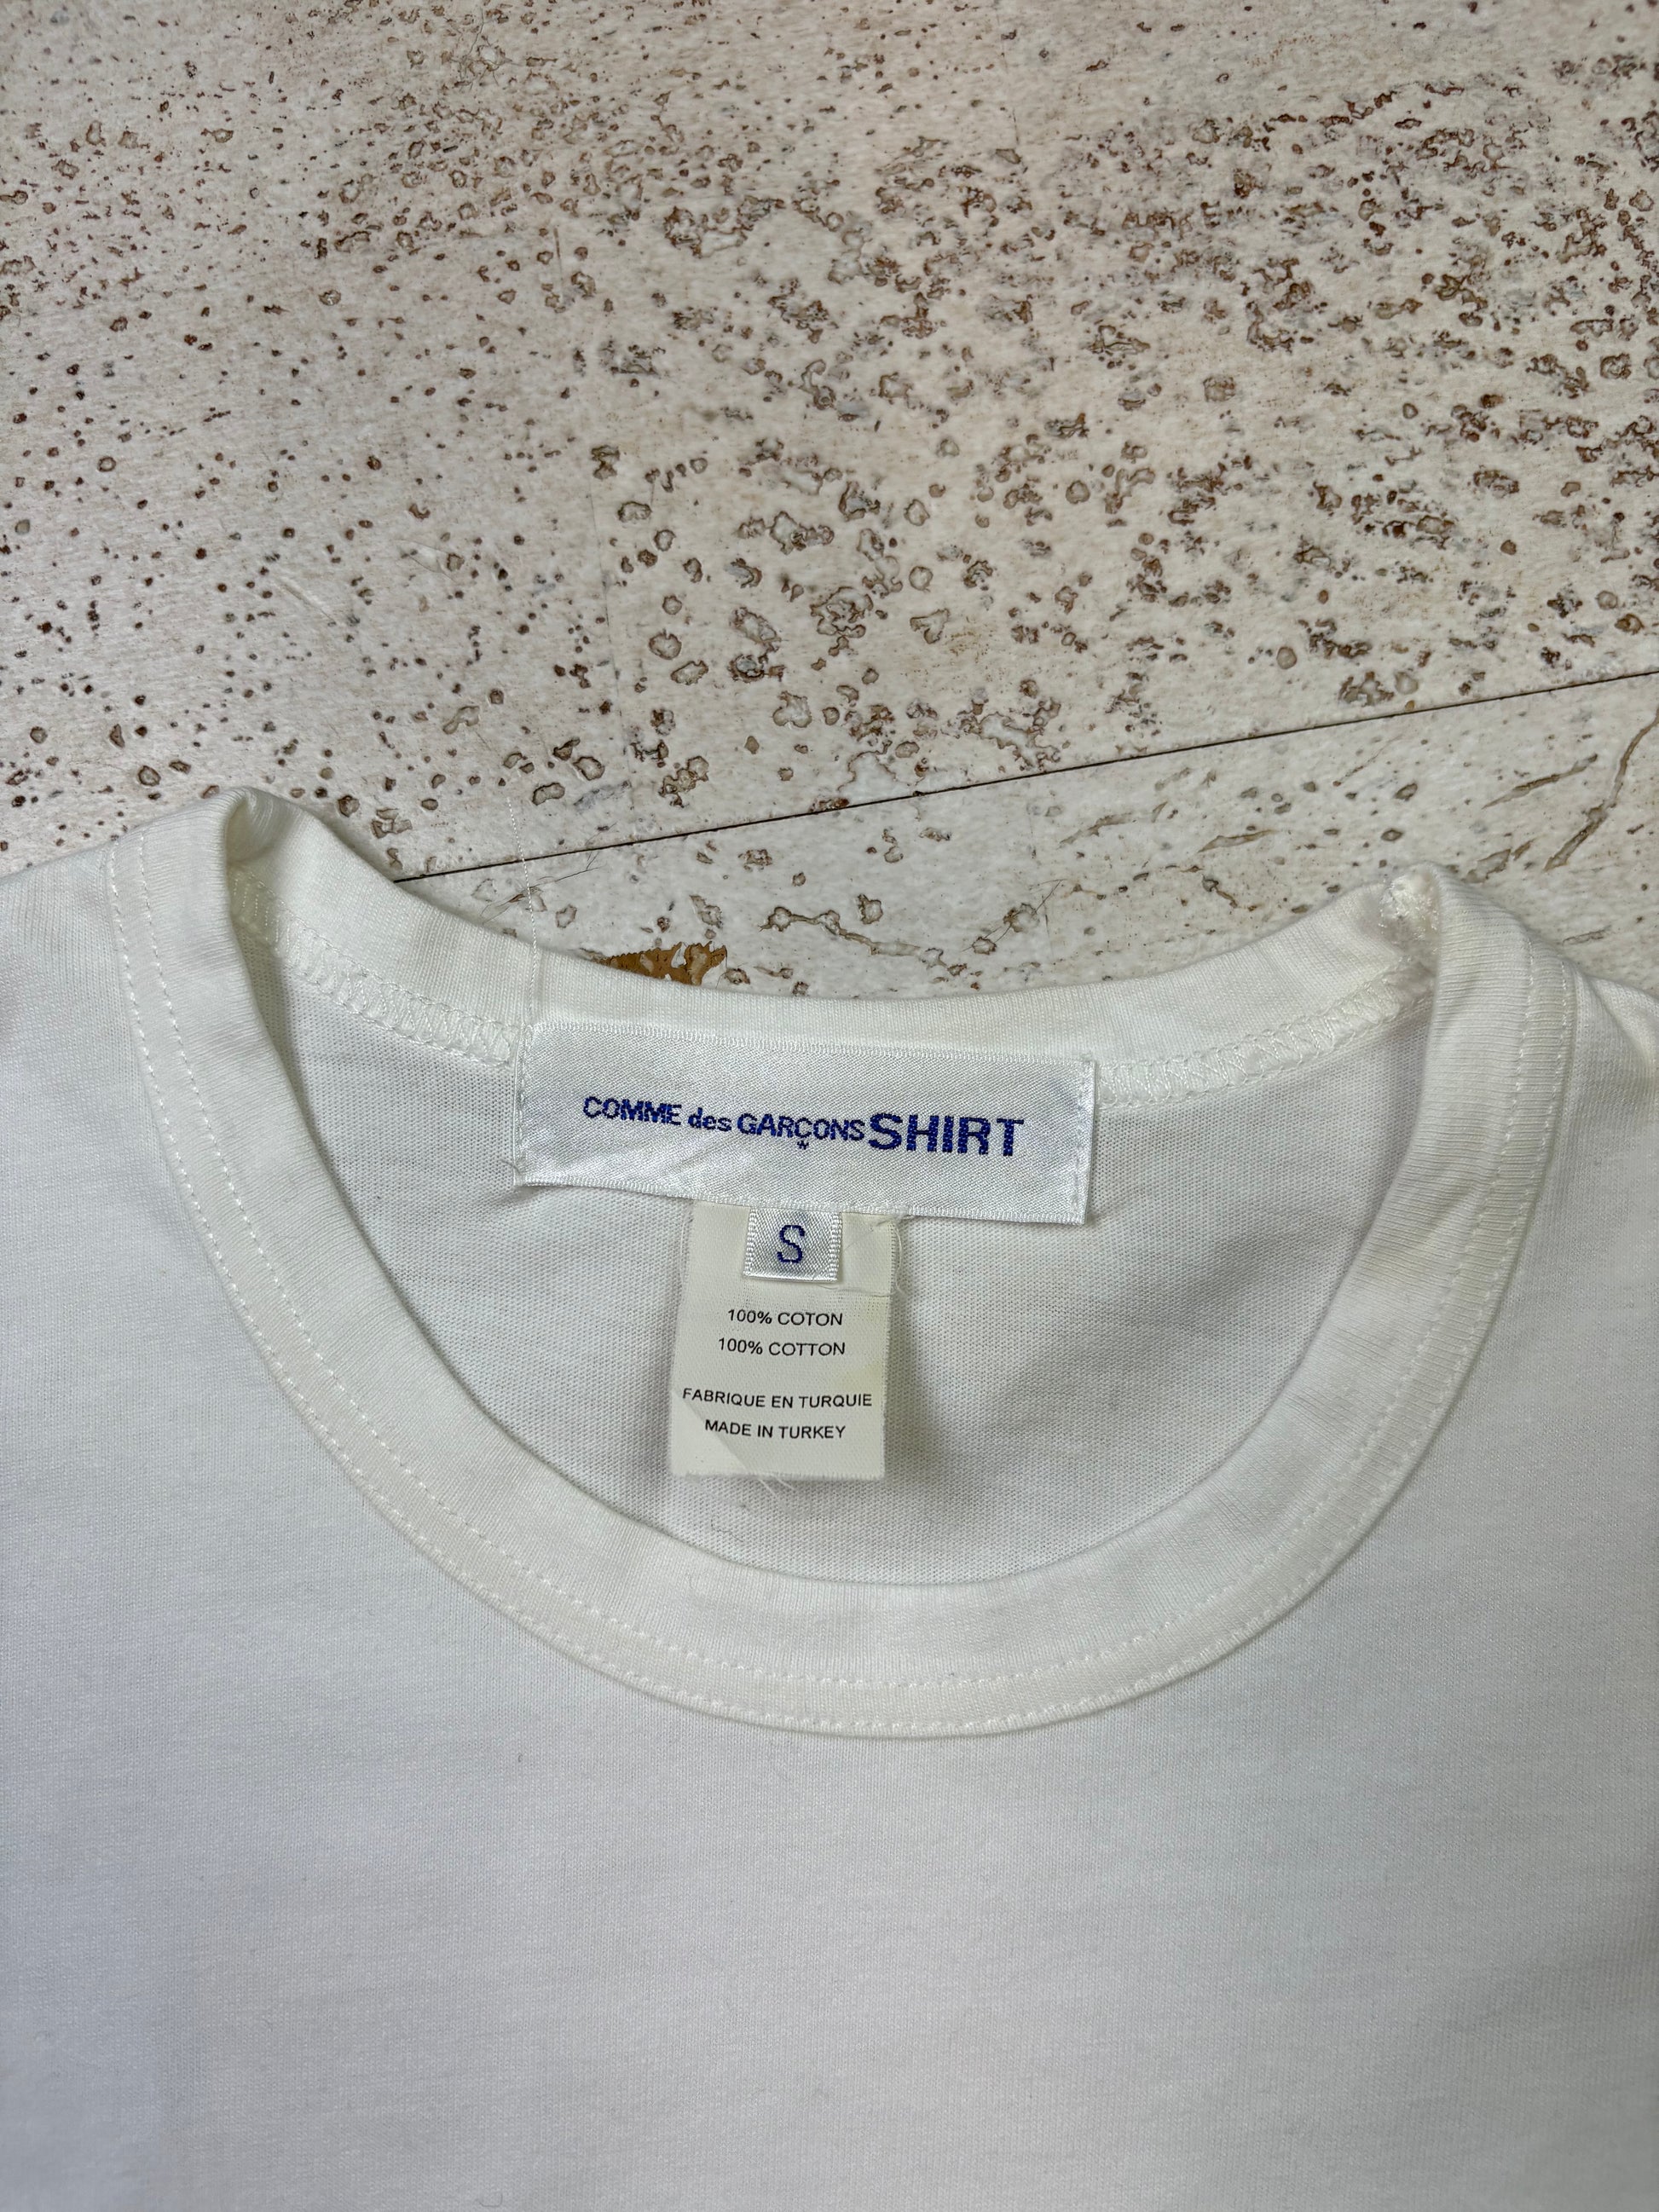 COMME des GARÇONS SHIRT
S
100% COTON
100% COTTON
FABRIQUE EN TURQUIE
MADE IN TURKEY